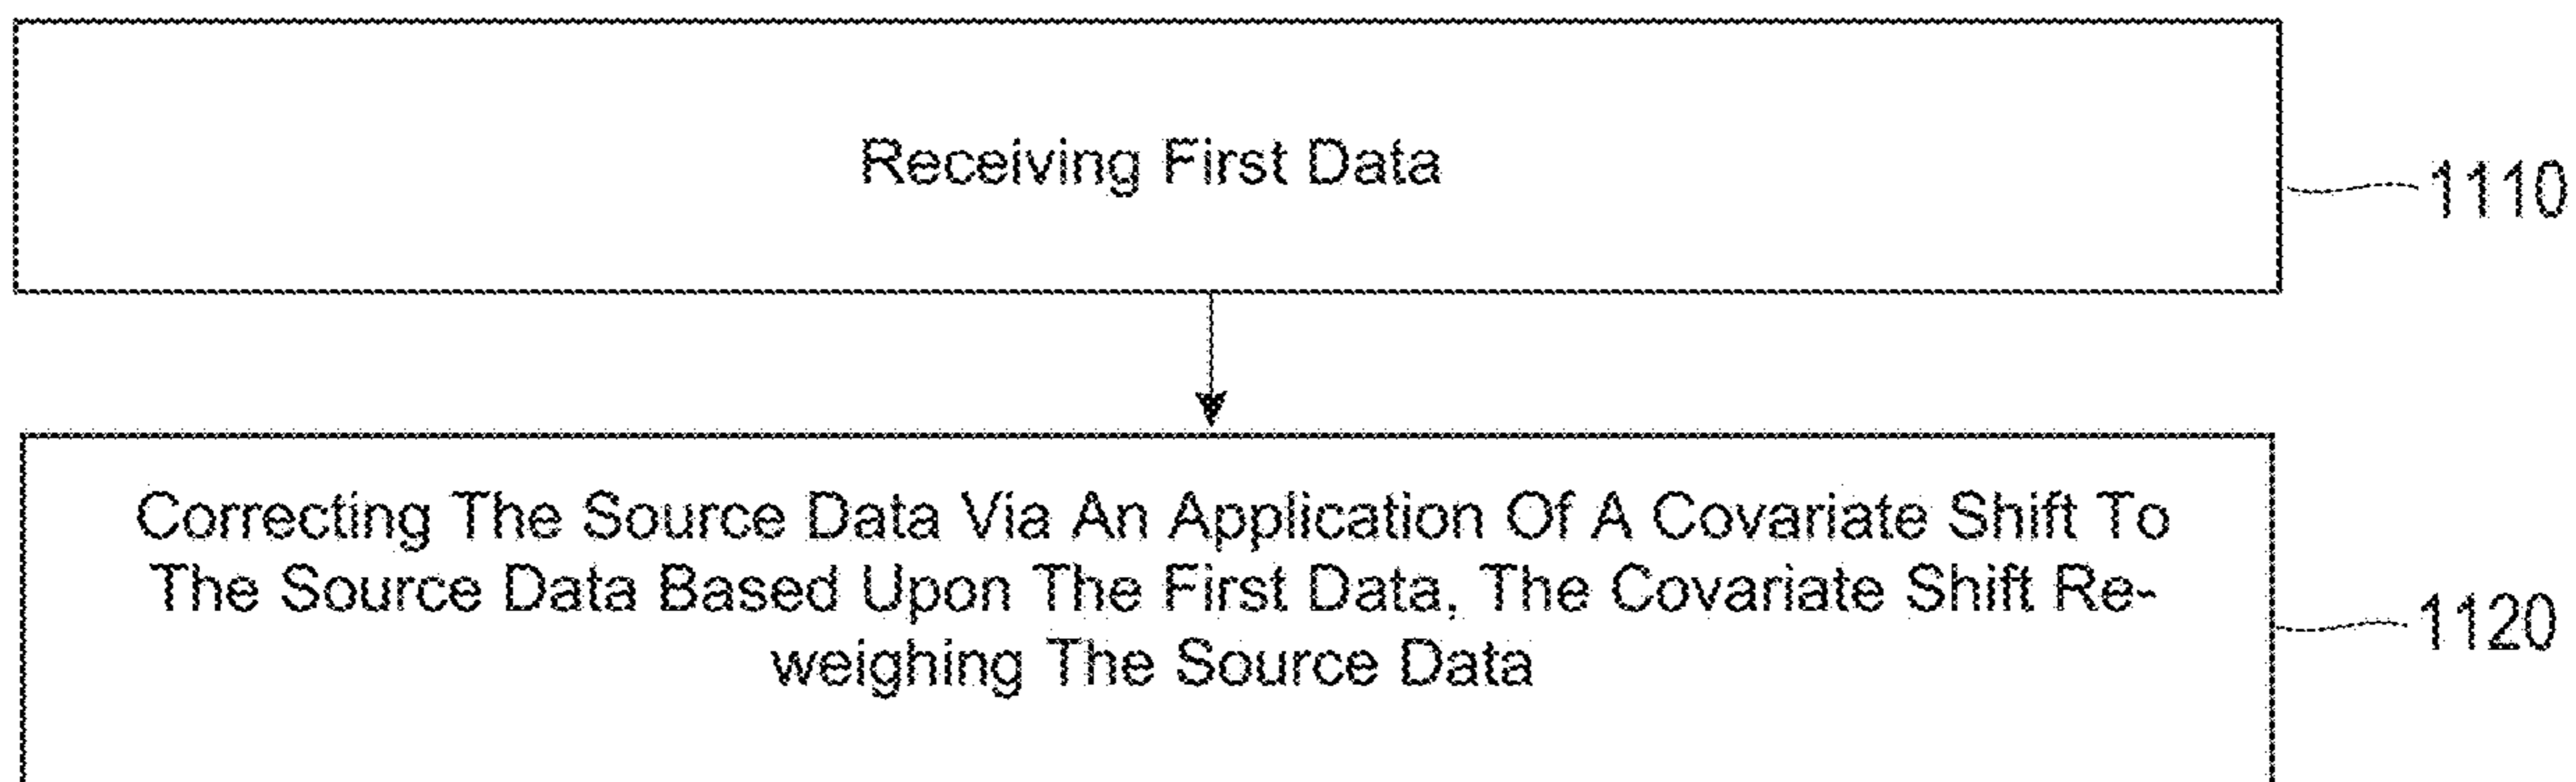 Receiving First Data
1110
Correcting The Source Data Via An Application Of A Covariate Shift To
The Source Data Based Upon The First Data, The Covariate Shift Re-
weighing The Source Data
1120